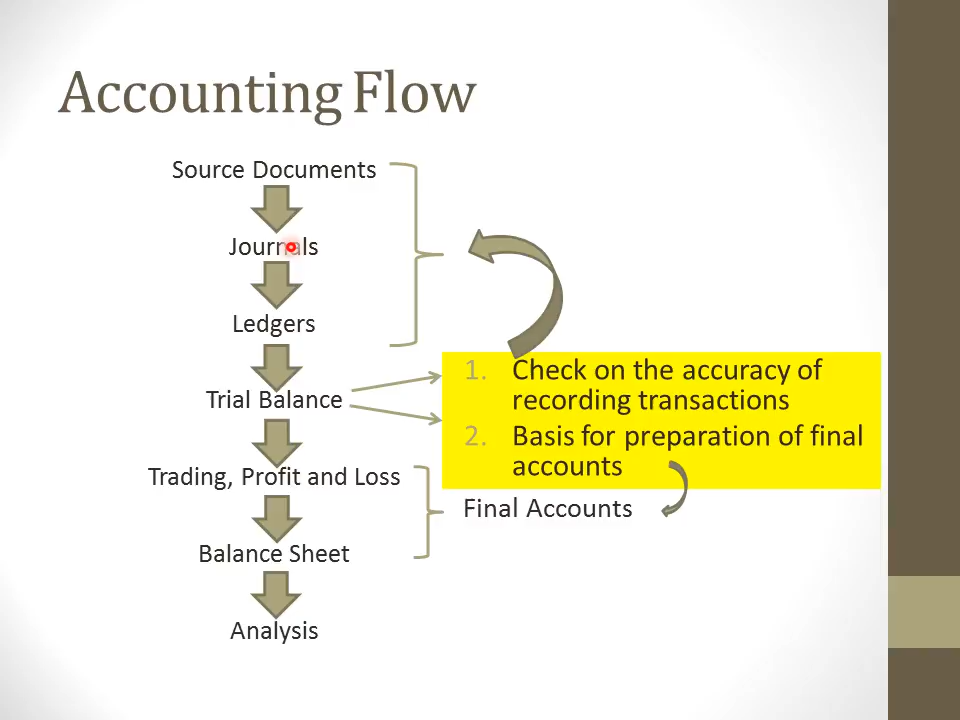 Accounting Flow
Source Documents
Journals
Ledgers
Trial Balance
1. Check on the accuracy of
recording transactions
2. Basis for preparation of final
accounts
Trading, Profit and Loss
Final Accounts
Balance Sheet
Analysis